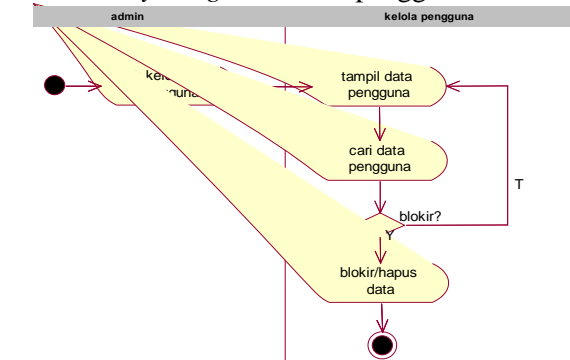 admin
kelola pengguna
tampil data
pengguna
cari data
pengguna
blokir?
T
Y
blokir/hapus
data